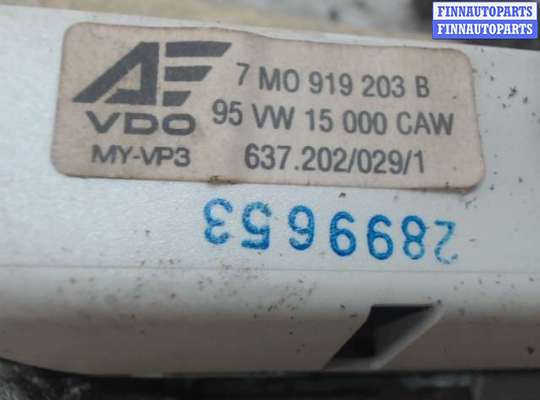 FINNAUTOPARTS
FINNAUTOPARTS
AE
VDO
MY-VP3
7 M0 919 203 B
95 VW 15 000 CAW
637.202/029/1
2899653